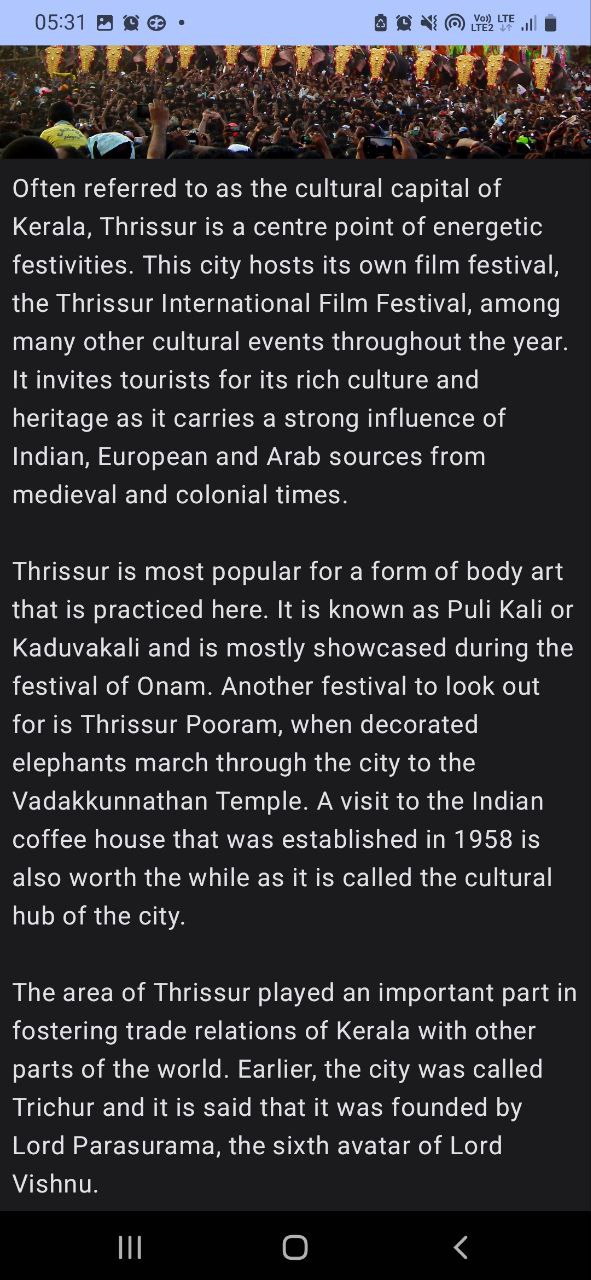 05:31
Vo)) LTE
LTE2
Often referred to as the cultural capital of
Kerala, Thrissur is a centre point of energetic
festivities. This city hosts its own film festival,
the Thrissur International Film Festival, among
many other cultural events throughout the year.
It invites tourists for its rich culture and
heritage as it carries a strong influence of
Indian, European and Arab sources from
medieval and colonial times.
Thrissur is most popular for a form of body art
that is practiced here. It is known as Puli Kali or
Kaduvakali and is mostly showcased during the
festival of Onam. Another festival to look out
for is Thrissur Pooram, when decorated
elephants march through the city to the
Vadakkunnathan Temple. A visit to the Indian
coffee house that was established in 1958 is
also worth the while as it is called the cultural
hub of the city.
The area of Thrissur played an important part in
fostering trade relations of Kerala with other
parts of the world. Earlier, the city was called
Trichur and it is said that it was founded by
Lord Parasurama, the sixth avatar of Lord
Vishnu.